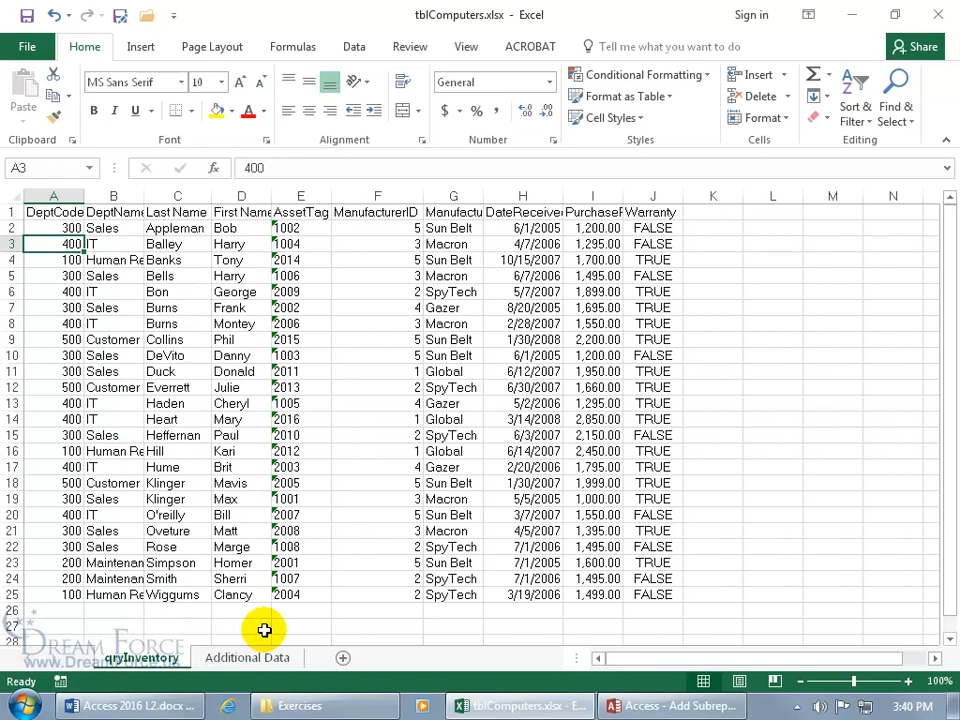 tblComputers.xlsx - Excel
Sign in
File Home Insert Page Layout Formulas Data Review View ACROBAT Tell me what you want to do Share
MS Sans Serif 10 General Conditional Formatting Insert
Paste Format as Table Delete Sort & Find &
B I U A $ % Cell Styles Format Filter Select
Clipboard Font Alignment Number Styles Cells Editing
A3 fx 400
A B C D E F G H I J K L M N
1 DeptCode DeptName Last Name First Name AssetTag ManufacturerID Manufactu DateReceived PurchaseF Warranty
2 300 Sales Appleman Bob 1002 5 Sun Belt 6/1/2005 1,200.00 FALSE
3 400 IT Balley Harry 1004 3 Macron 4/7/2006 1,295.00 FALSE
4 100 Human Re Banks Tony 2014 5 Sun Belt 10/15/2007 1,700.00 TRUE
5 300 Sales Bells Harry 1006 3 Macron 6/7/2006 1,495.00 FALSE
6 400 IT Bon George 2009 2 SpyTech 5/7/2007 1,899.00 TRUE
7 300 Sales Burns Frank 2002 4 Gazer 8/20/2005 1,695.00 TRUE
8 400 IT Burns Montey 2006 3 Macron 2/28/2007 1,550.00 TRUE
9 500 Customer Collins Phil 2015 5 Sun Belt 1/30/2008 2,200.00 TRUE
10 300 Sales DeVito Danny 1003 5 Sun Belt 6/1/2005 1,200.00 FALSE
11 300 Sales Duck Donald 2011 1 Global 6/12/2007 1,950.00 TRUE
12 500 Customer Everrett Julie 2013 2 SpyTech 6/30/2007 1,660.00 TRUE
13 400 IT Haden Cheryl 1005 4 Gazer 5/2/2006 1,295.00 TRUE
14 400 IT Heart Mary 2016 1 Global 3/14/2008 2,850.00 TRUE
15 300 Sales Heffernan Paul 2010 2 SpyTech 6/3/2007 2,150.00 FALSE
16 100 Human Re Hill Kari 2012 1 Global 6/14/2007 2,450.00 TRUE
17 400 IT Hume Brit 2003 4 Gazer 2/20/2006 1,795.00 TRUE
18 500 Customer Klinger Mavis 2005 5 Sun Belt 1/30/2007 1,999.00 TRUE
19 300 Sales Klinger Max 1001 3 Macron 5/5/2005 1,000.00 TRUE
20 400 IT O'reilly Bill 2007 5 Sun Belt 3/7/2007 1,550.00 FALSE
21 300 Sales Oveture Matt 2008 3 Macron 4/5/2007 1,395.00 TRUE
22 300 Sales Rose Marge 1008 2 SpyTech 7/1/2006 1,495.00 FALSE
23 200 Maintenan Simpson Homer 2001 5 Sun Belt 7/1/2005 1,600.00 TRUE
24 200 Maintenan Smith Sherri 1007 2 SpyTech 7/1/2006 1,495.00 FALSE
25 100 Human Re Wiggums Clancy 2004 2 SpyTech 3/19/2006 1,499.00 FALSE
26
27
28
DREAM FORCE
qryInventory Additional Data
Ready 100%
Access 2016 L2.docx ... Exercises tblComputers.xlsx - E... Access - Add Subrep... 3:40 PM